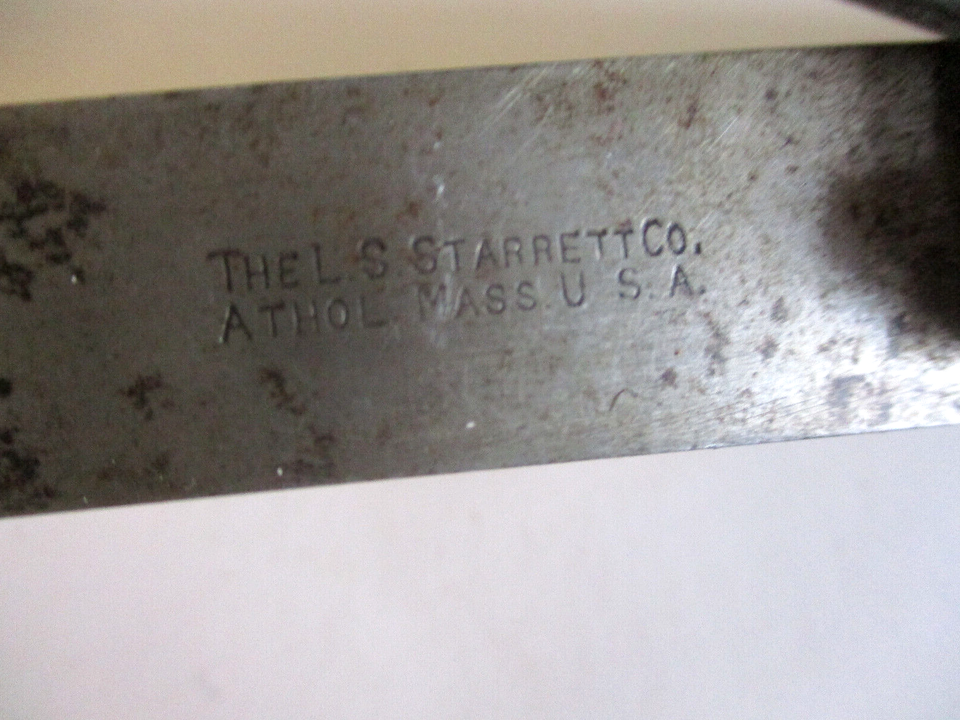 THE L. S. STARRETT CO.
ATHOL, MASS. U. S. A.